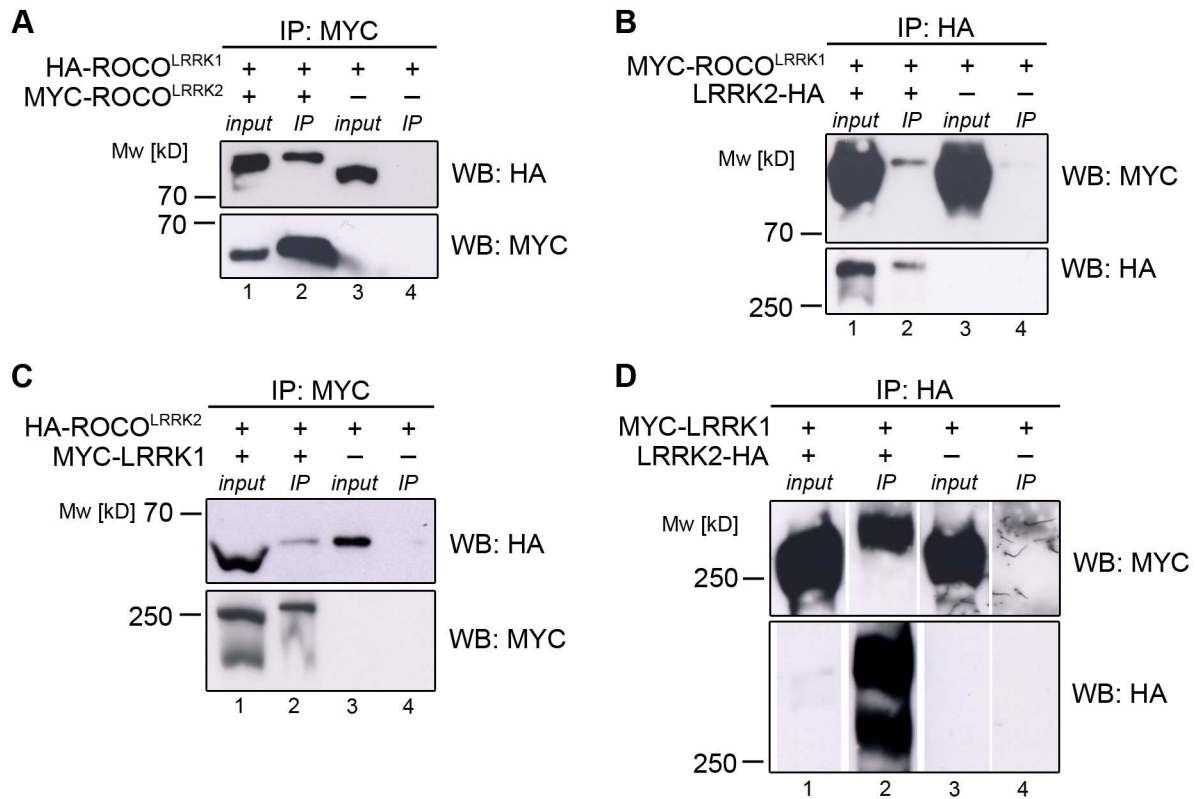 A
IP: MYC
HA-ROCO^LRRK1 + + + +
MYC-ROCO^LRRK2 + + – –
input IP input IP
Mw [kD]
WB: HA
70
70
WB: MYC
1 2 3 4
B
IP: HA
MYC-ROCO^LRRK1 + + + +
LRRK2-HA + + – –
input IP input IP
Mw [kD]
WB: MYC
70
WB: HA
250
1 2 3 4
C
IP: MYC
HA-ROCO^LRRK2 + + + +
MYC-LRRK1 + + – –
input IP input IP
Mw [kD] 70
WB: HA
250
WB: MYC
1 2 3 4
D
IP: HA
MYC-LRRK1 + + + +
LRRK2-HA + + – –
input IP input IP
Mw [kD]
WB: MYC
250
WB: HA
250
1 2 3 4